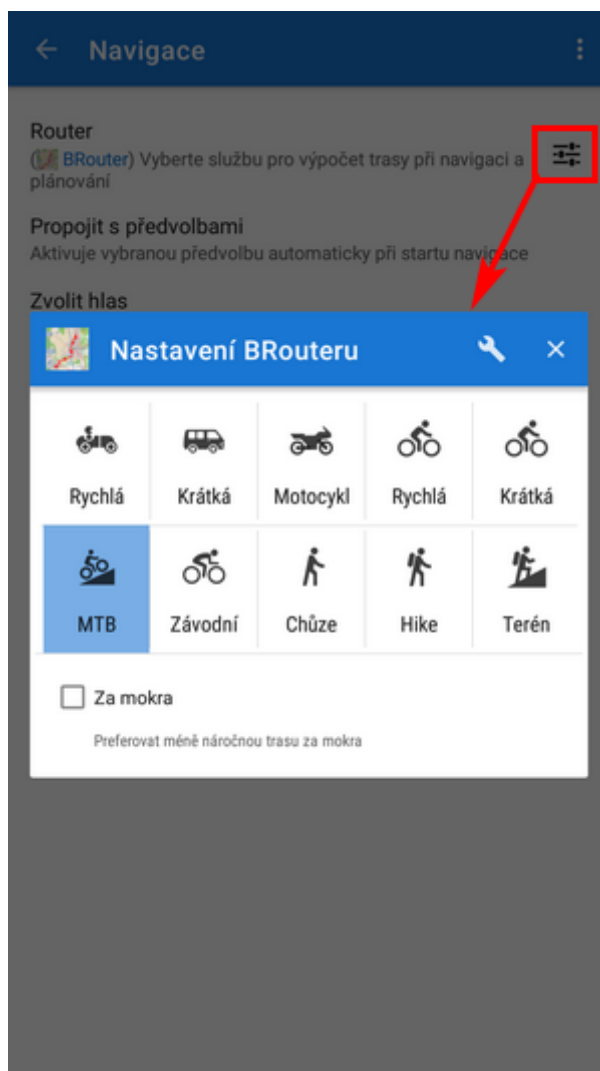 Navigace
Router
(BRouter) Vyberte službu pro výpočet trasy při navigaci a
plánování
Propojit s předvolbami
Aktivuje vybranou předvolbu automaticky při startu navigace
Zvolit hlas
Nastavení BRouteru
Rychlá Krátká Motocykl Rychlá Krátká
MTB Závodní Chůze Hike Terén
Za mokra
Preferovat méně náročnou trasu za mokra